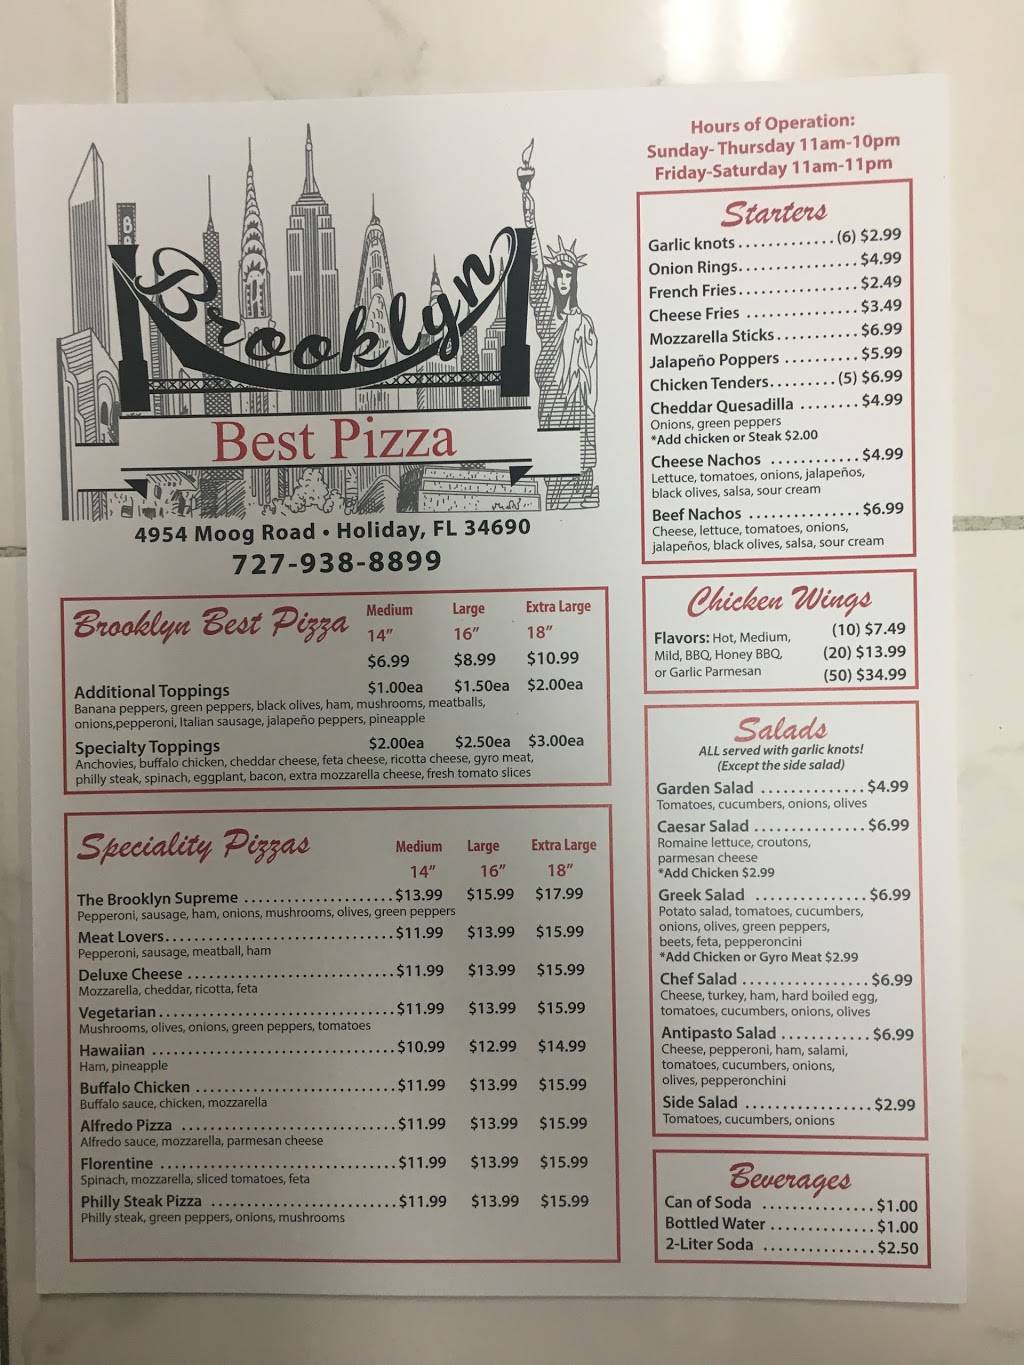 Brooklyn
Best Pizza
4954 Moog Road • Holiday, FL 34690
727-938-8899
Brooklyn Best Pizza Medium Large Extra Large
14” 16” 18”
$6.99 $8.99 $10.99
Additional Toppings $1.00ea $1.50ea $2.00ea
Banana peppers, green peppers, black olives, ham, mushrooms, meatballs,
onions,pepperoni, Italian sausage, jalapeño peppers, pineapple
Specialty Toppings $2.00ea $2.50ea $3.00ea
Anchovies, buffalo chicken, cheddar cheese, feta cheese, ricotta cheese, gyro meat,
philly steak, spinach, eggplant, bacon, extra mozzarella cheese, fresh tomato slices
Speciality Pizzas Medium Large Extra Large
14” 16” 18”
The Brooklyn Supreme ..................... $13.99 $15.99 $17.99
Pepperoni, sausage, ham, onions, mushrooms, olives, green peppers
Meat Lovers................................. $11.99 $13.99 $15.99
Pepperoni, sausage, meatball, ham
Deluxe Cheese .............................. $11.99 $13.99 $15.99
Mozzarella, cheddar, ricotta, feta
Vegetarian.................................. $11.99 $13.99 $15.99
Mushrooms, olives, onions, green peppers, tomatoes
Hawaiian ................................... $10.99 $12.99 $14.99
Ham, pineapple
Buffalo Chicken ............................. $11.99 $13.99 $15.99
Buffalo sauce, chicken, mozzarella
Alfredo Pizza ............................... $11.99 $13.99 $15.99
Alfredo sauce, mozzarella, parmesan cheese
Florentine .................................. $11.99 $13.99 $15.99
Spinach, mozzarella, sliced tomatoes, feta
Philly Steak Pizza ........................... $11.99 $13.99 $15.99
Philly steak, green peppers, onions, mushrooms
Hours of Operation:
Sunday- Thursday 11am-10pm
Friday-Saturday 11am-11pm
Starters
Garlic knots ............. (6) $2.99
Onion Rings................. $4.99
French Fries................. $2.49
Cheese Fries ................ $3.49
Mozzarella Sticks............ $6.99
Jalapeño Poppers .......... $5.99
Chicken Tenders......... (5) $6.99
Cheddar Quesadilla ........ $4.99
Onions, green peppers
*Add chicken or Steak $2.00
Cheese Nachos ............ $4.99
Lettuce, tomatoes, onions, jalapeños,
black olives, salsa, sour cream
Beef Nachos ............... $6.99
Cheese, lettuce, tomatoes, onions,
jalapeños, black olives, salsa, sour cream
Chicken Wings
Flavors: Hot, Medium, (10) $7.49
Mild, BBQ, Honey BBQ, (20) $13.99
or Garlic Parmesan (50) $34.99
Salads
ALL served with garlic knots!
(Except the side salad)
Garden Salad .............. $4.99
Tomatoes, cucumbers, onions, olives
Caesar Salad ............... $6.99
Romaine lettuce, croutons,
parmesan cheese
*Add Chicken $2.99
Greek Salad ............... $6.99
Potato salad, tomatoes, cucumbers,
onions, olives, green peppers,
beets, feta, pepperoncini
*Add Chicken or Gyro Meat $2.99
Chef Salad ................. $6.99
Cheese, turkey, ham, hard boiled egg,
tomatoes, cucumbers, onions, olives
Antipasto Salad ............ $6.99
Cheese, pepperoni, ham, salami,
tomatoes, cucumbers, onions,
olives, pepperonchini
Side Salad ................. $2.99
Tomatoes, cucumbers, onions
Beverages
Can of Soda ............... $1.00
Bottled Water .............. $1.00
2-Liter Soda ............... $2.50